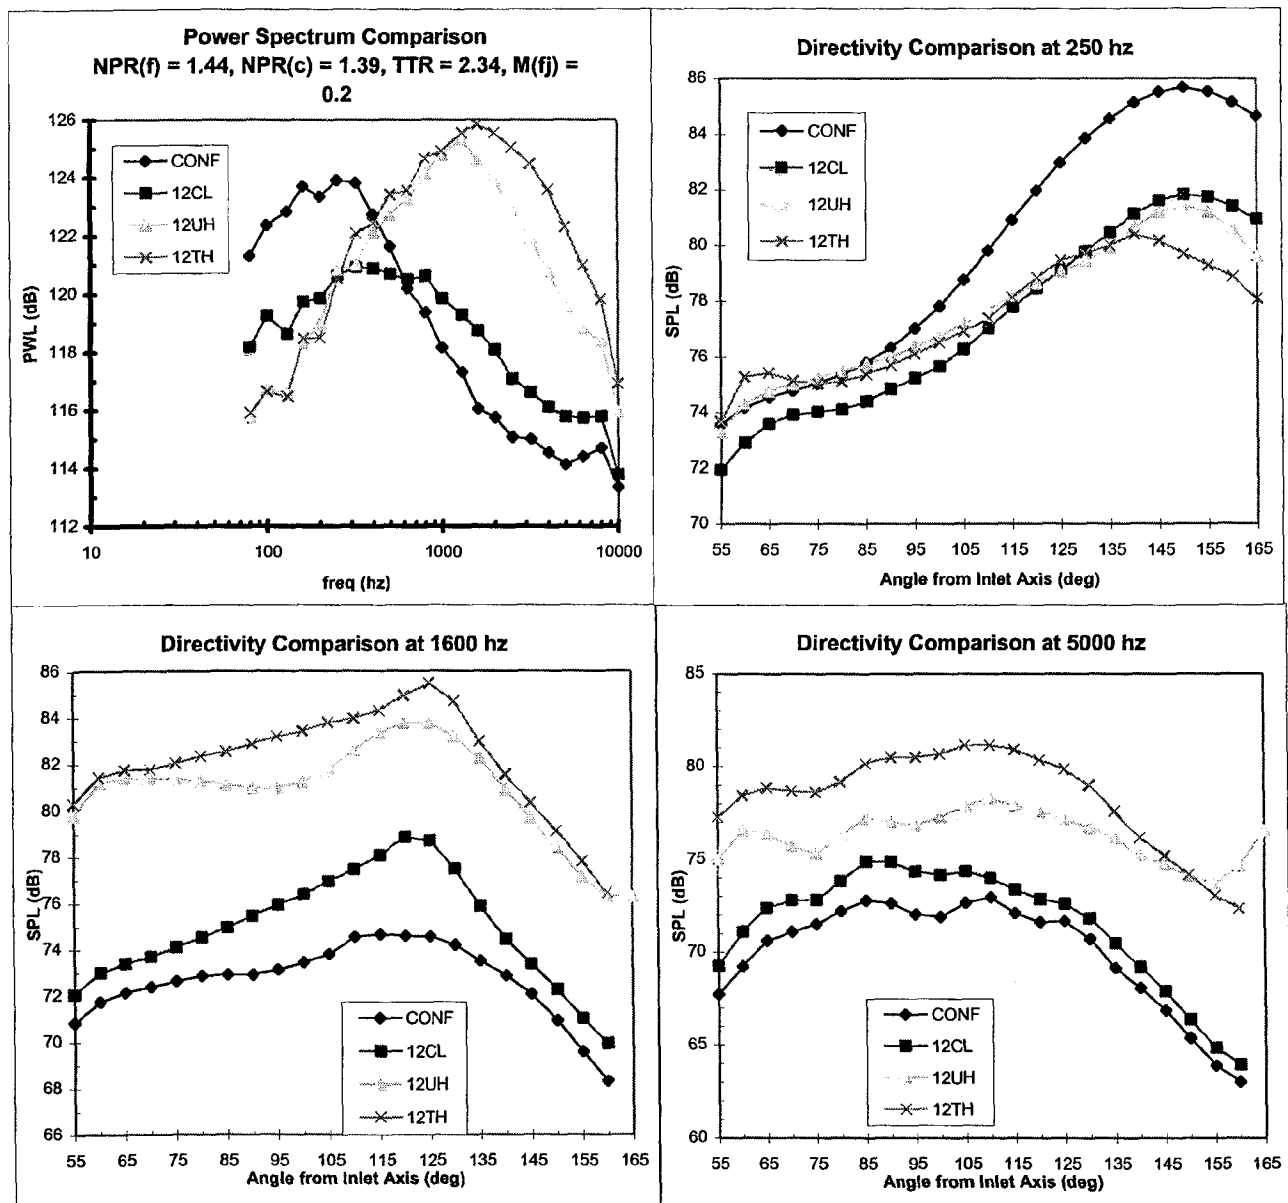 Power Spectrum Comparison
NPR(f) = 1.44, NPR(c) = 1.39, TTR = 2.34, M(fj) =
0.2
126
124
122
120
118
116
114
112
PWL (dB)
CONF
12CL
12UH
12TH
10
100
1000
10000
freq (hz)
Directivity Comparison at 250 hz
86
84
82
80
78
76
74
72
70
SPL (dB)
CONF
12CL
12UH
12TH
55 65 75 85 95 105 115 125 135 145 155 165
Angle from Inlet Axis (deg)
Directivity Comparison at 1600 hz
86
84
82
80
78
76
74
72
70
68
66
SPL (dB)
CONF
12CL
12UH
12TH
55 65 75 85 95 105 115 125 135 145 155 165
Angle from Inlet Axis (deg)
Directivity Comparison at 5000 hz
85
80
75
70
65
60
SPL (dB)
CONF
12CL
12UH
12TH
55 65 75 85 95 105 115 125 135 145 155 165
Angle from Inlet Axis (deg)